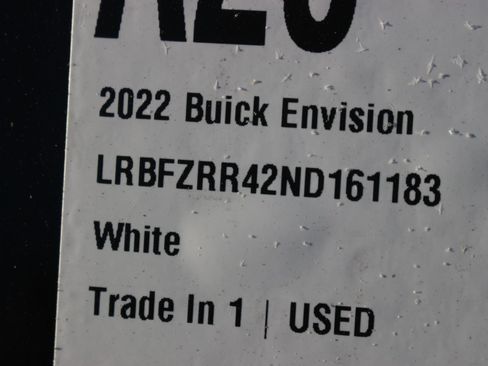 2022 Buick Envision
LRBFZRR42ND161183
White
Trade In 1 | USED